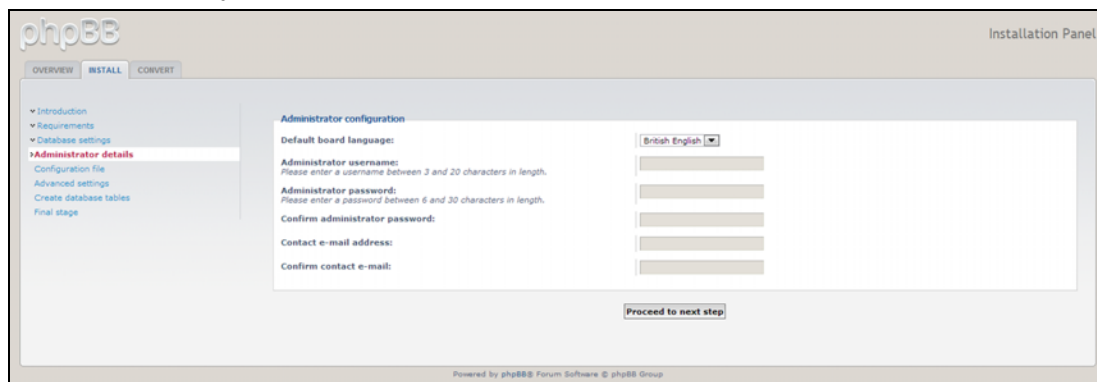 phpBB
Installation Panel
OVERVIEW INSTALL CONVERT
Introduction
Requirements
Database settings
Administrator details
Configuration file
Advanced settings
Create database tables
Final stage
Administrator configuration
Default board language:
British English
Administrator username:
Please enter a username between 3 and 20 characters in length.
Administrator password:
Please enter a password between 6 and 30 characters in length.
Confirm administrator password:
Contact e-mail address:
Confirm contact e-mail:
Proceed to next step
Powered by phpBB® Forum Software © phpBB Group